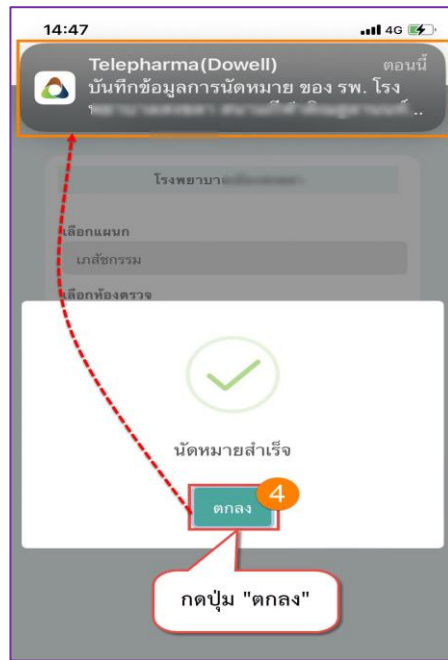 14:47
4G
Telepharma(Dowell)
ตอนนี้
บันทึกข้อมูลการนัดหมาย ของ รพ. โรง
โรงพยาบา
เลือกแผนก
เภสัชกรรม
เลือกห้องตรวจ
นัดหมายสำเร็จ
ตกลง
4
กดปุ่ม "ตกลง"